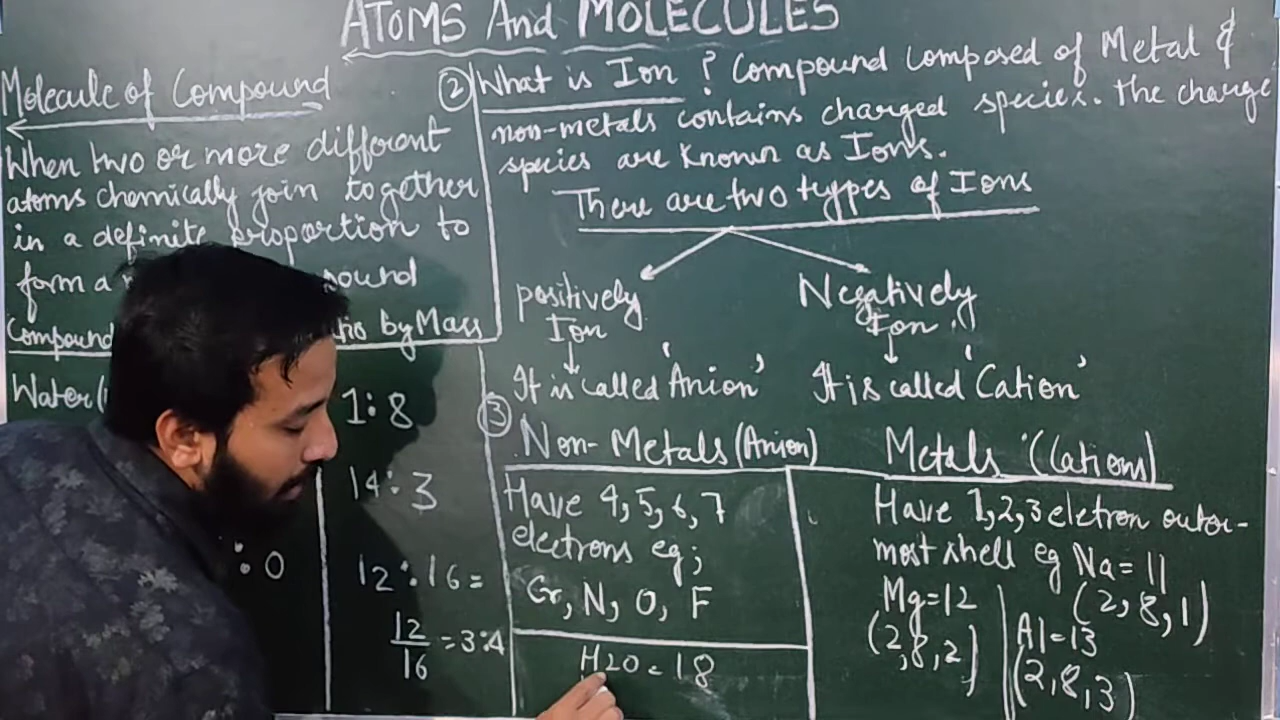 ATOMS And MOLECULES
Molecule of Compound
When two or more different
atoms chemically join together
in a definite proportion to
form a
Compound by Mass
Water
1:8
14:3
:O
12:16=
12/16 =3:4
② What is Ion ? Compound composed of Metal &
non-metals contains charged species. the charge
species are known as Ions.
There are two types of Ions
positively Negatively
Ion Ion
It is called 'Anion' It is called 'Cation'
③
Non-Metals (Anion)
Have 4, 5, 6, 7
electrons eg;
N, O, F
H2O = 18
Metals (Cations)
Have 1,2,3 eletron outer-
most shell eg Na = 11
(2,8,1)
Mg=12
(2,8,2)
Al=13
(2,8,3)